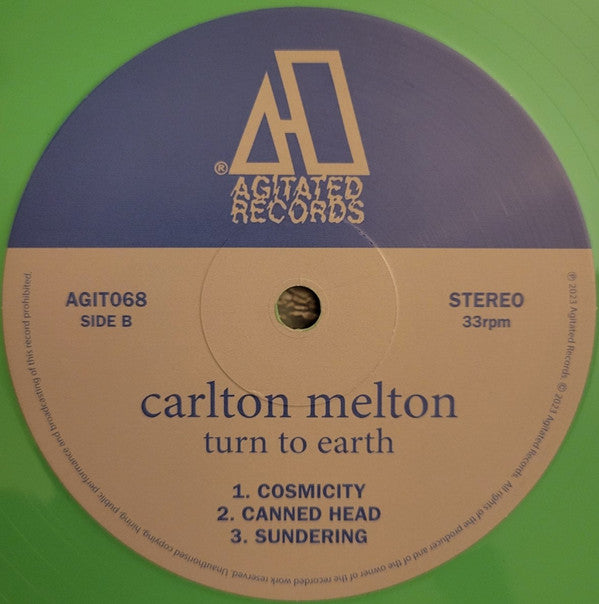 ®
AGITATED
RECORDS
AGIT068
SIDE B
STEREO
33rpm
carlton melton
turn to earth
1. COSMICITY
2. CANNED HEAD
3. SUNDERING
℗ 2023 Agitated Records. © 2023 Agitated Records. All rights of the producer and of the owner of the recorded work reserved. Unauthorised copying, hiring, public performance and broadcasting of this record prohibited.